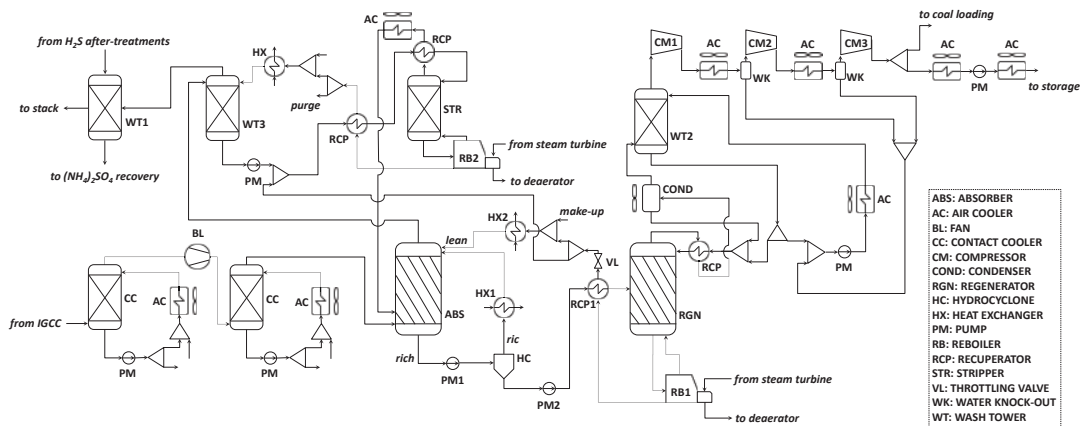 AC
RCP
to coal loading
CM1
AC
CM2
AC
CM3
AC
AC
from H2S after-treatments
HX
WK
WK
PM
to storage
purge
STR
to stack
WT1
WT3
RCP
WT2
RB2
from steam turbine
PM
to (NH4)2SO4 recovery
to deaerator
COND
AC
HX2
make-up
BL
lean
VL
RCP
PM
CC
AC
CC
AC
HX1
RCP1
from IGCC
ABS
RGN
ric
rich
HC
PM
PM
PM1
from steam turbine
PM2
RB1
to deaerator
ABS: ABSORBER
AC: AIR COOLER
BL: FAN
CC: CONTACT COOLER
CM: COMPRESSOR
COND: CONDENSER
RGN: REGENERATOR
HC: HYDROCYCLONE
HX: HEAT EXCHANGER
PM: PUMP
RB: REBOILER
RCP: RECUPERATOR
STR: STRIPPER
VL: THROTTLING VALVE
WK: WATER KNOCK-OUT
WT: WASH TOWER